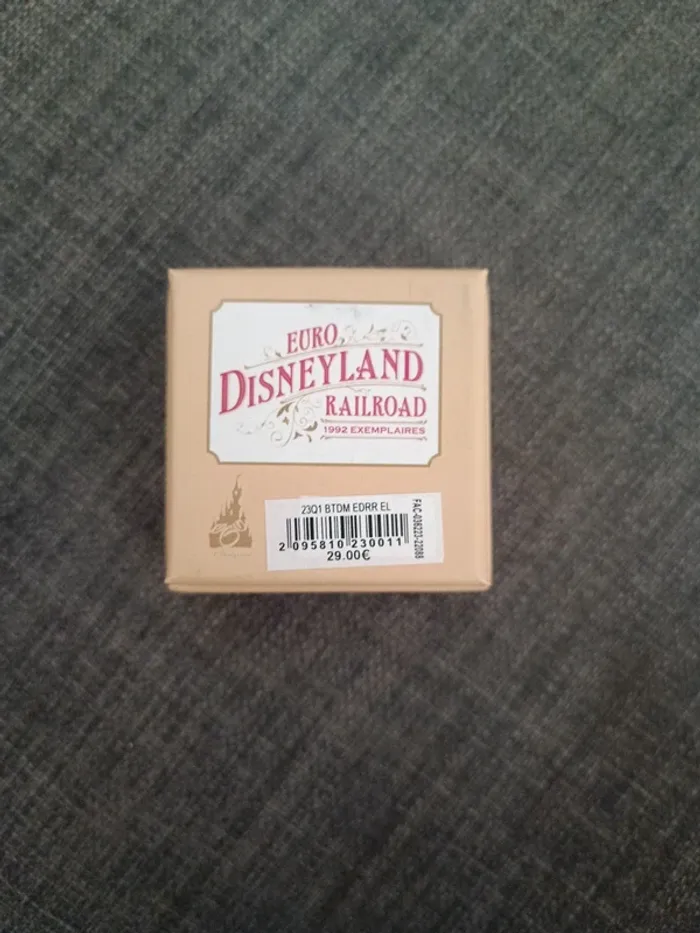 EURO
DISNEYLAND
RAILROAD
1992 EXEMPLAIRES
23Q1 BTDM EDRR EL
2 095810 230011
29.00€